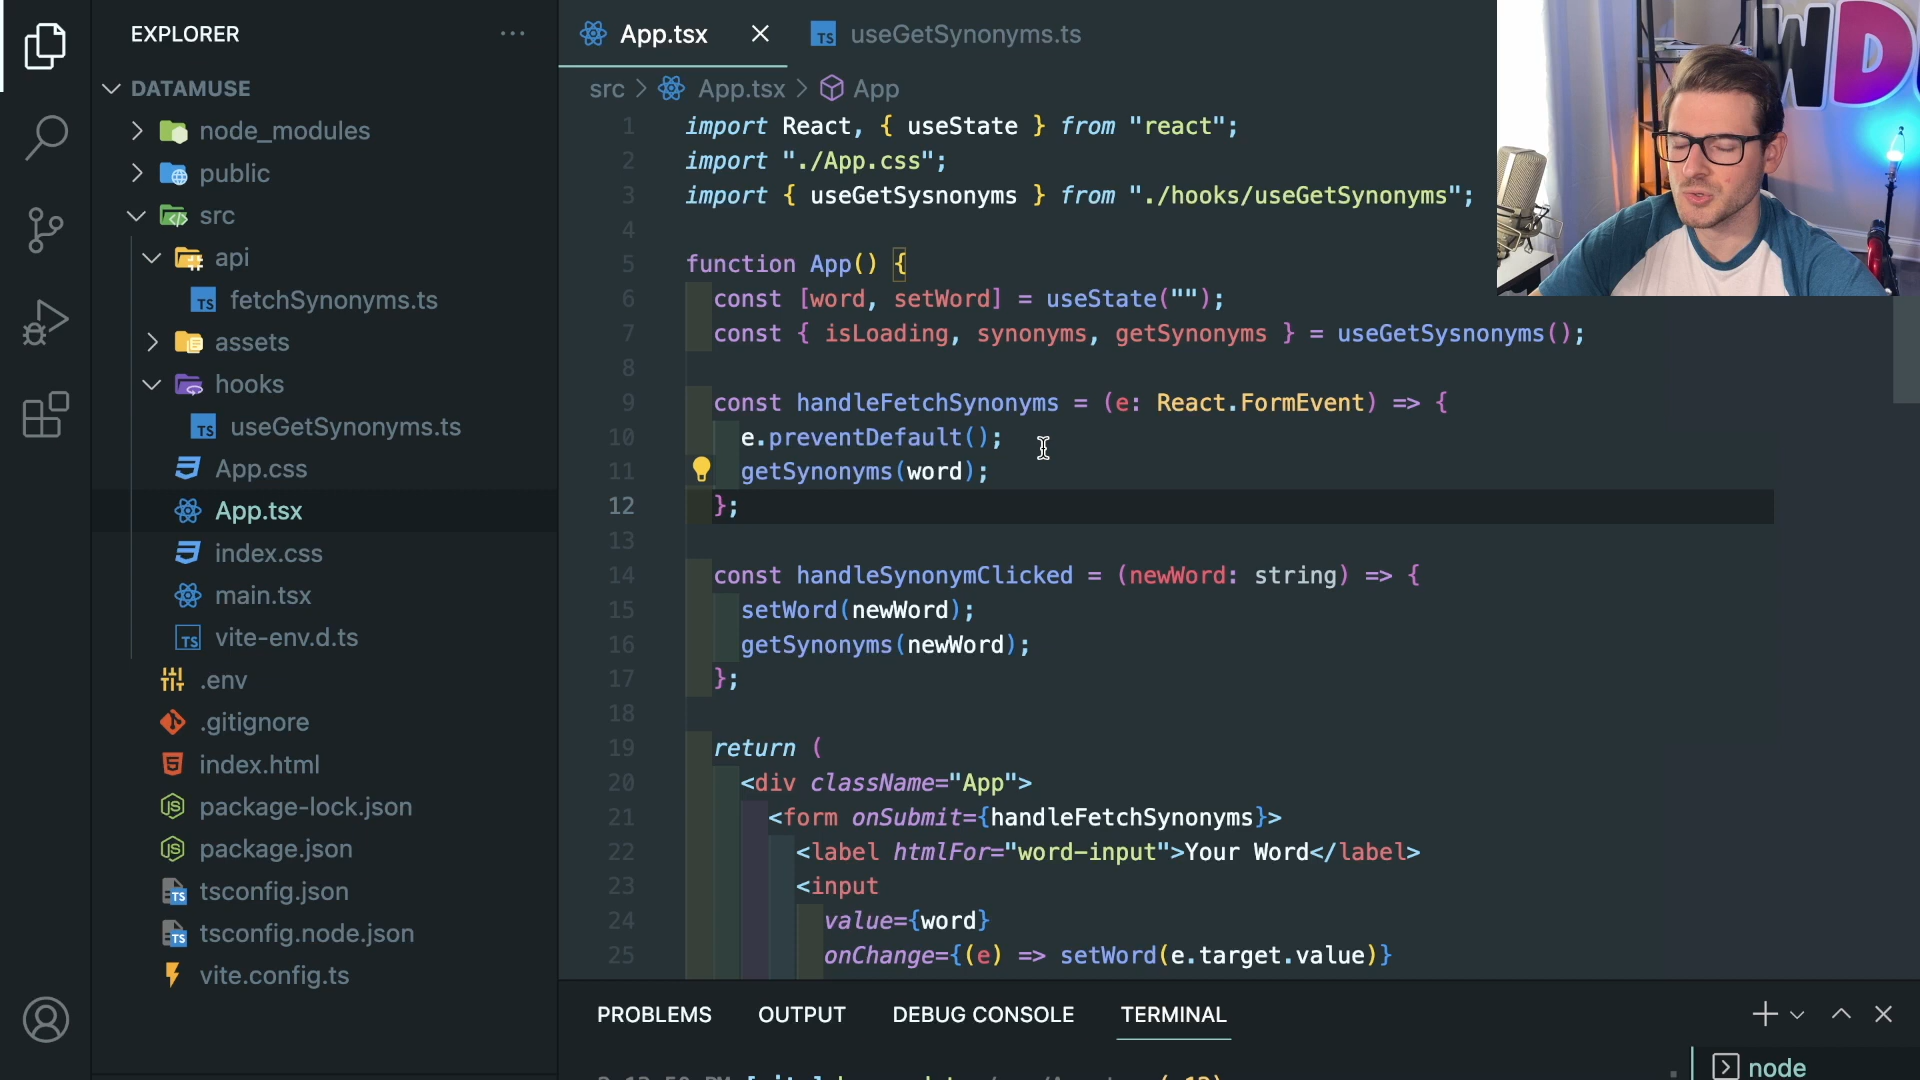 EXPLORER
DATAMUSE
node_modules
public
src
api
fetchSynonyms.ts
assets
hooks
useGetSynonyms.ts
App.css
App.tsx
index.css
main.tsx
vite-env.d.ts
.env
.gitignore
index.html
package-lock.json
package.json
tsconfig.json
tsconfig.node.json
vite.config.ts
App.tsx
useGetSynonyms.ts
src > App.tsx > App
1 import React, { useState } from "react";
2 import "./App.css";
3 import { useGetSysnonyms } from "./hooks/useGetSynonyms";
4
5 function App() {
6 const [word, setWord] = useState("");
7 const { isLoading, synonyms, getSynonyms } = useGetSysnonyms();
8
9 const handleFetchSynonyms = (e: React.FormEvent) => {
10 e.preventDefault();
11 getSynonyms(word);
12 };
13
14 const handleSynonymClicked = (newWord: string) => {
15 setWord(newWord);
16 getSynonyms(newWord);
17 };
18
19 return (
20 <div className="App">
21 <form onSubmit={handleFetchSynonyms}>
22 <label htmlFor="word-input">Your Word</label>
23 <input
24 value={word}
25 onChange={(e) => setWord(e.target.value)}
PROBLEMS
OUTPUT
DEBUG CONSOLE
TERMINAL
node